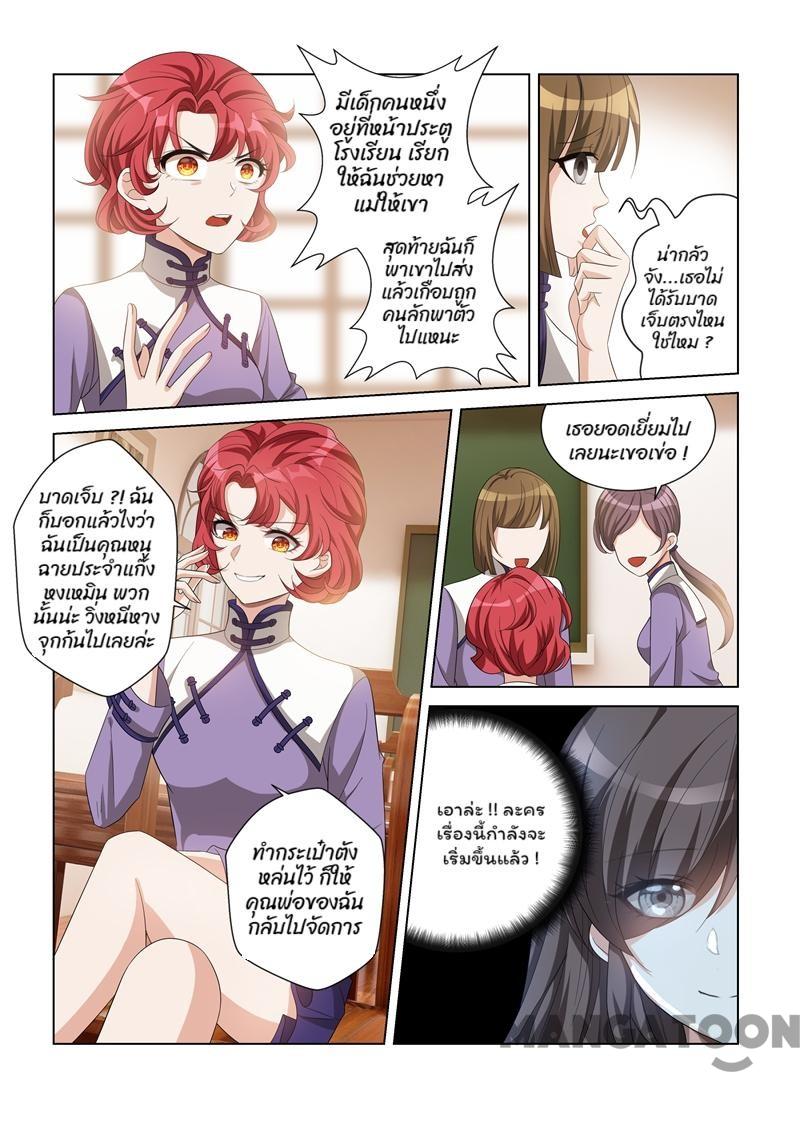 มีเด็กคนหนึ่ง
อยู่ที่หน้าประตู
โรงเรียน เรียก
ให้ฉันช่วยหา
แม่ให้เขา
สุดท้ายฉันก็
พาเขาไปส่ง
แล้วเกือบถูก
คนลักพาตัว
ไปแหนะ
น่ากลัว
จัง...เธอไม่
ได้รับบาด
เจ็บตรงไหน
ใช่ไหม ?
บาดเจ็บ ?! ฉัน
ก็บอกแล้วไงว่า
ฉันเป็นคุณหนู
ฉายประจำแก๊ง
หงเหมิน พวก
นั้นน่ะ วิ่งหนีหาง
จุกก้นไปเลยล่ะ
เธอยอดเยี่ยมไป
เลยนะเขอเข่อ !
ทำกระเป๋าตัง
หล่นไว้ ก็ให้
คุณพ่อของฉัน
กลับไปจัดการ
เอาล่ะ !! ละคร
เรื่องนี้กำลังจะ
เริ่มขึ้นแล้ว !
MANGATOON